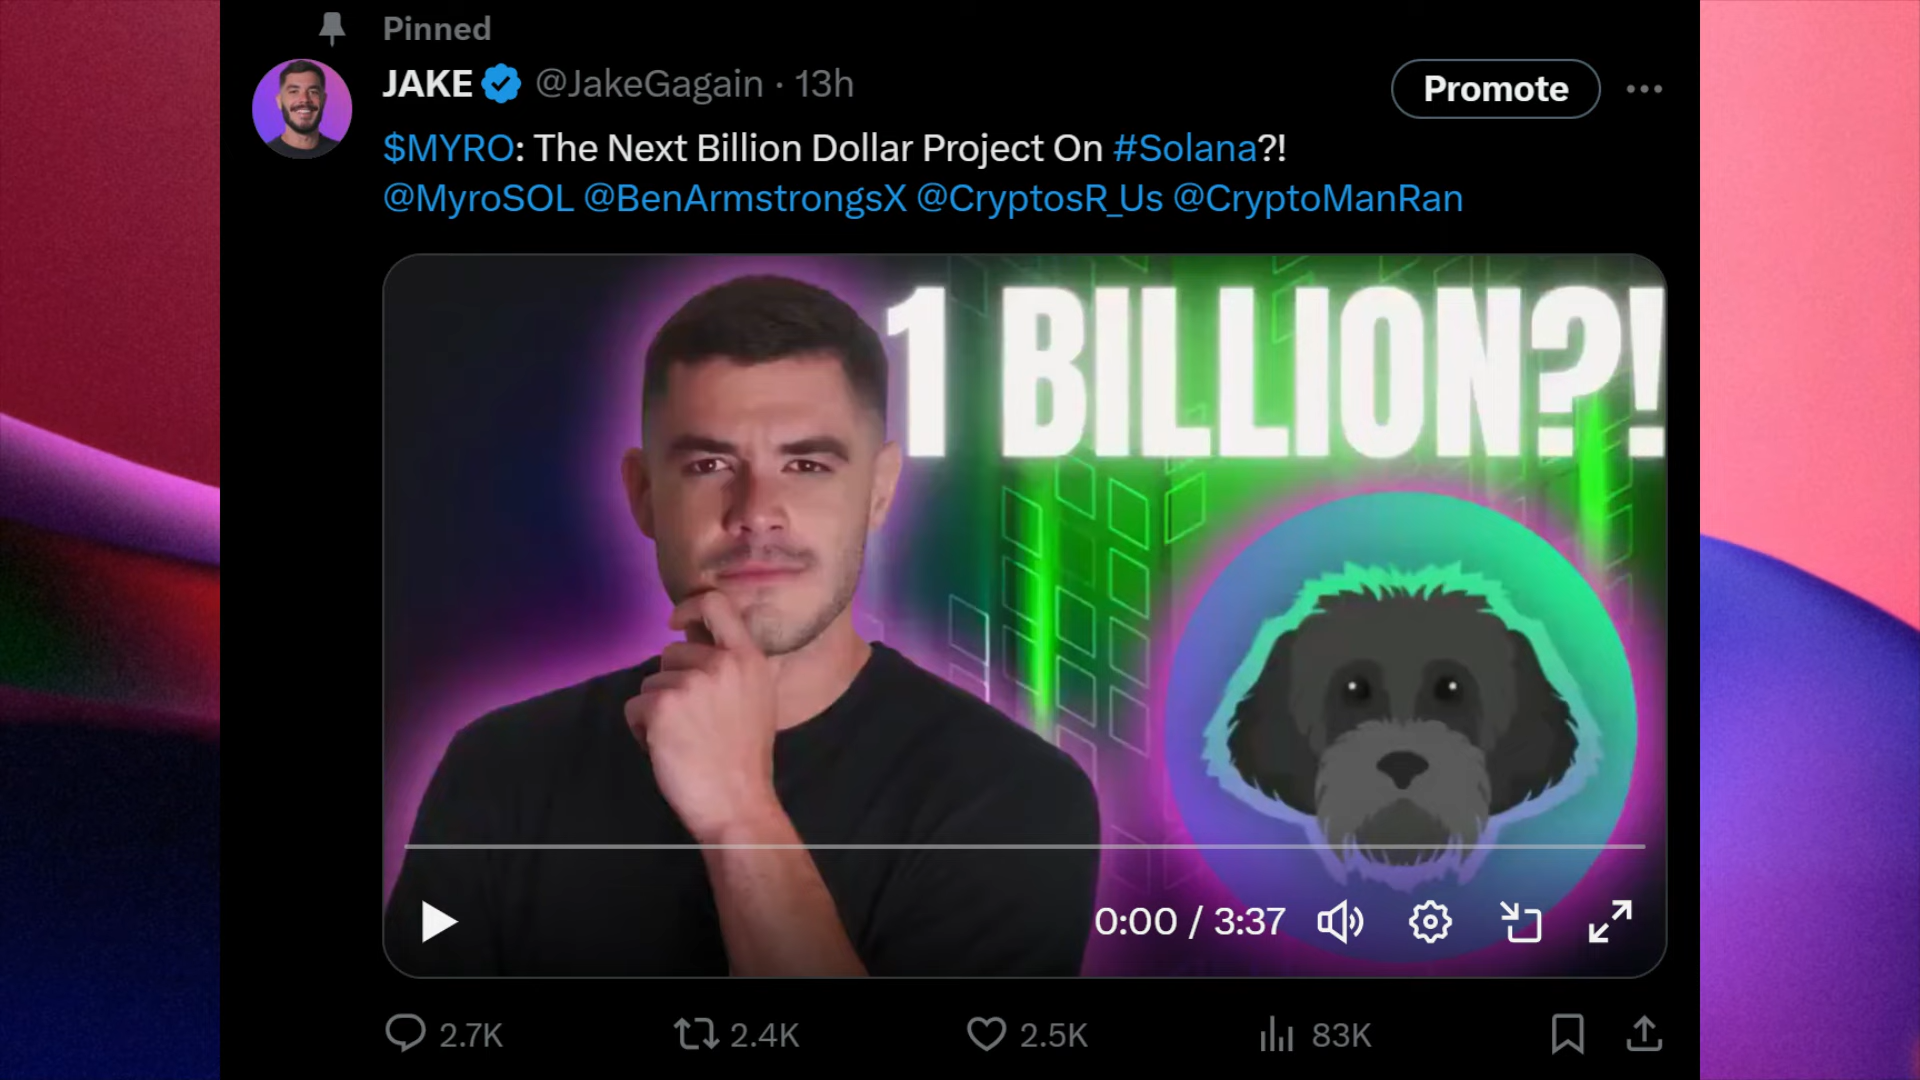 Pinned
JAKE @JakeGagain · 13h
Promote
$MYRO: The Next Billion Dollar Project On #Solana?!
@MyroSOL @BenArmstrongsX @CryptosR_Us @CryptoManRan
1 BILLION?!
0:00 / 3:37
2.7K 2.4K 2.5K 83K